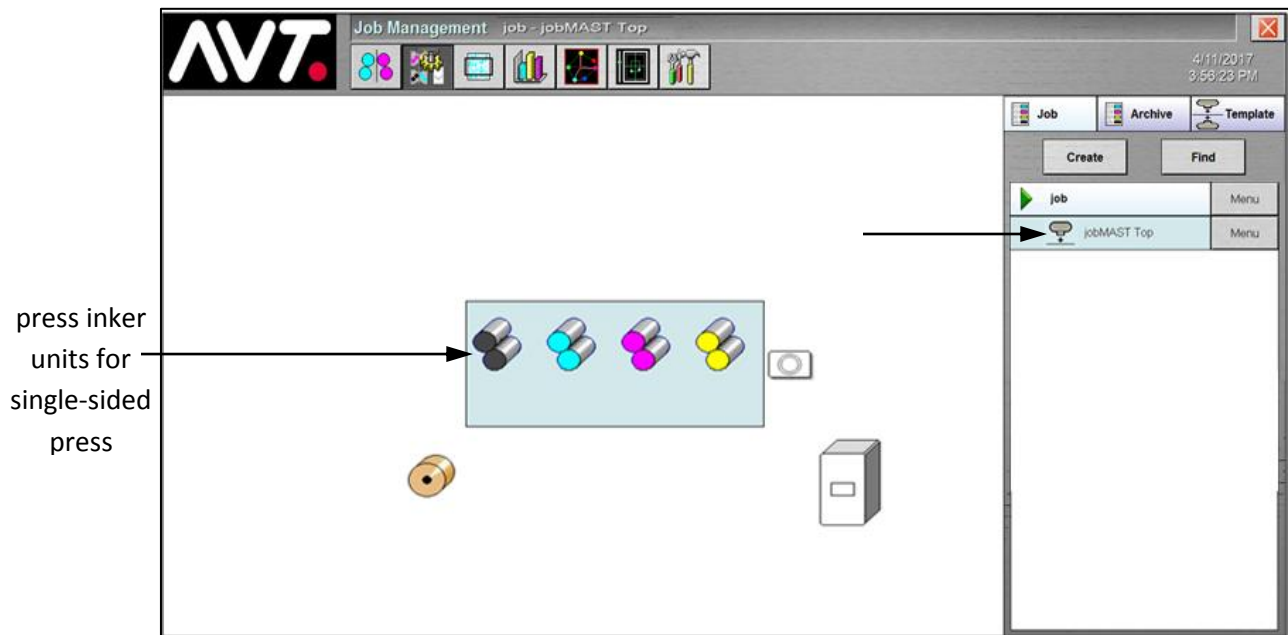 AVT.
Job Management job - jobMAST Top
4/11/2017
3:56:23 PM
Job Archive Template
Create Find
job Menu
jobMAST Top Menu
press inker
units for
single-sided
press